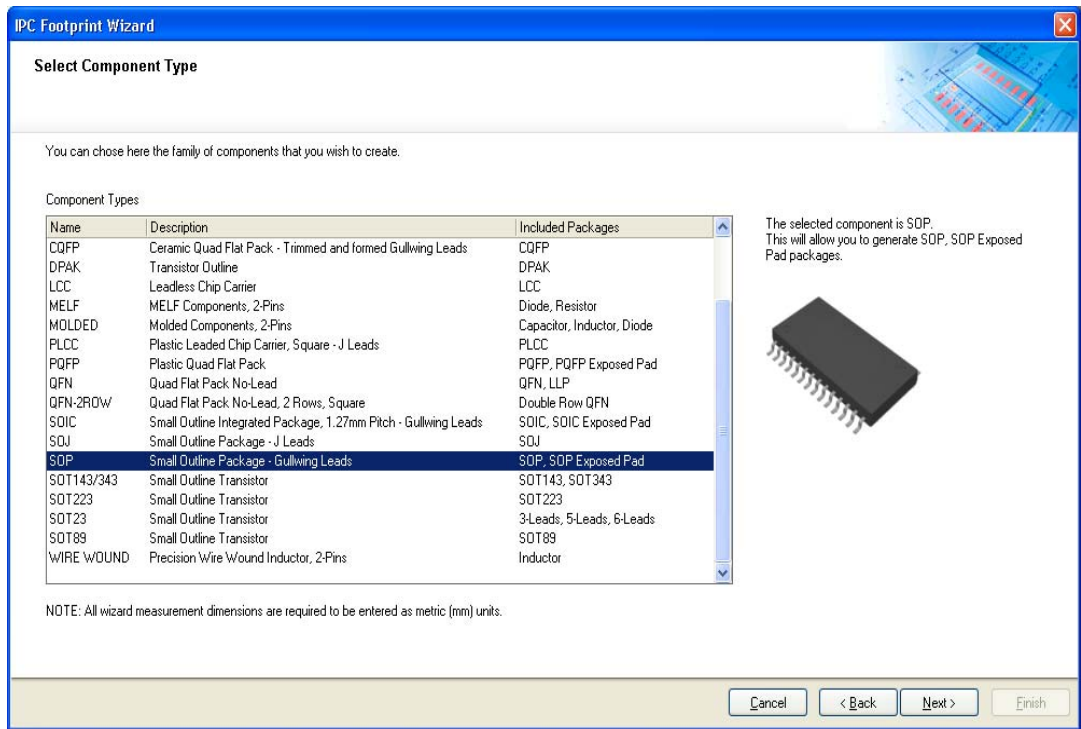 IPC Footprint Wizard
Select Component Type
You can chose here the family of components that you wish to create.
Component Types
Name Description Included Packages
CQFP Ceramic Quad Flat Pack - Trimmed and formed Gullwing Leads CQFP
DPAK Transistor Outline DPAK
LCC Leadless Chip Carrier LCC
MELF MELF Components, 2-Pins Diode, Resistor
MOLDED Molded Components, 2-Pins Capacitor, Inductor, Diode
PLCC Plastic Leaded Chip Carrier, Square - J Leads PLCC
PQFP Plastic Quad Flat Pack PQFP, PQFP Exposed Pad
QFN Quad Flat Pack No-Lead QFN, LLP
QFN-2ROW Quad Flat Pack No-Lead, 2 Rows, Square Double Row QFN
SOIC Small Outline Integrated Package, 1.27mm Pitch - Gullwing Leads SOIC, SOIC Exposed Pad
SOJ Small Outline Package - J Leads SOJ
SOP Small Outline Package - Gullwing Leads SOP, SOP Exposed Pad
SOT143/343 Small Outline Transistor SOT143, SOT343
SOT223 Small Outline Transistor SOT223
SOT23 Small Outline Transistor 3-Leads, 5-Leads, 6-Leads
SOT89 Small Outline Transistor SOT89
WIRE WOUND Precision Wire Wound Inductor, 2-Pins Inductor
The selected component is SOP.
This will allow you to generate SOP, SOP Exposed
Pad packages.
NOTE: All wizard measurement dimensions are required to be entered as metric (mm) units.
Cancel < Back Next > Finish